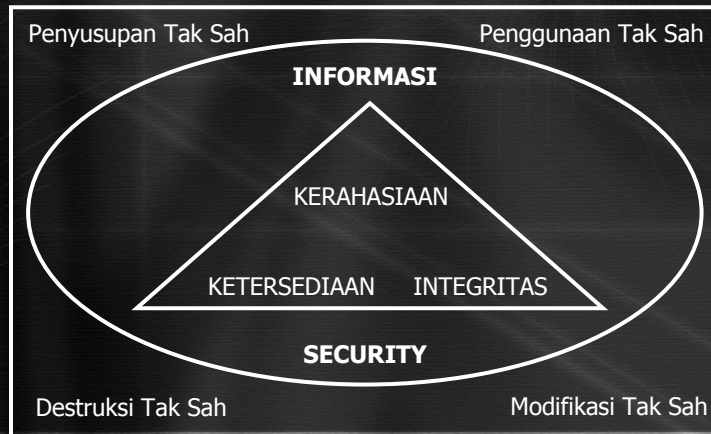 Penyusupan Tak Sah
Penggunaan Tak Sah
INFORMASI
KERAHASIAAN
KETERSEDIAAN
INTEGRITAS
SECURITY
Destruksi Tak Sah
Modifikasi Tak Sah